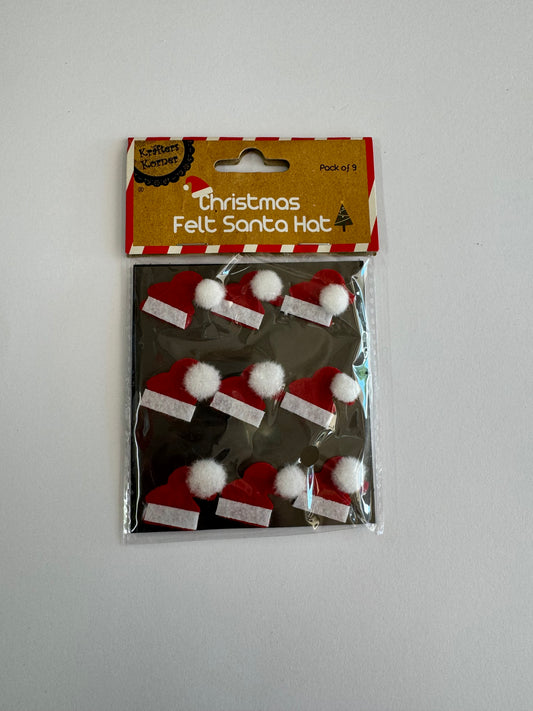 Krafters
Korner
®
Pack of 9
Christmas
Felt Santa Hat